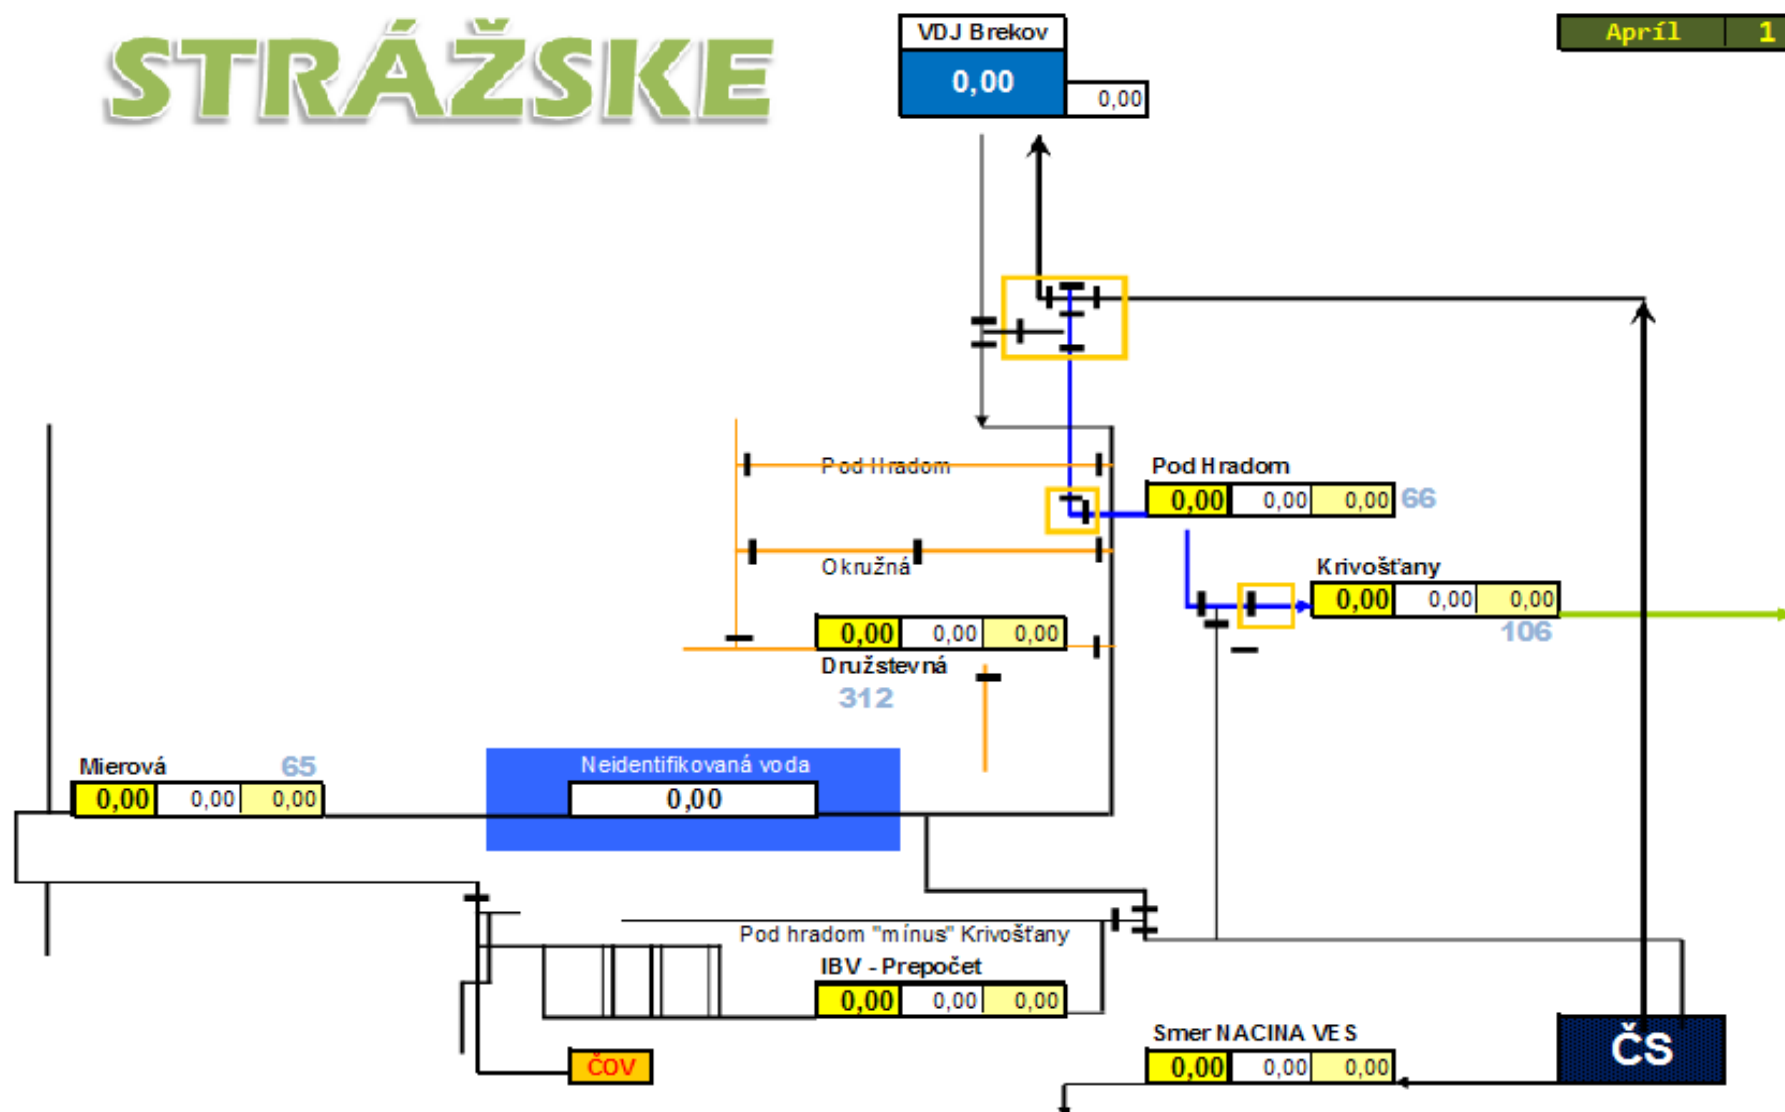 STRÁŽSKE
VDJ Brekov
0,00
0,00
Apríl 1
Pod Hradom
Pod Hradom
0,00 0,00 0,00 66
Okružná
Krivošťany
0,00 0,00 0,00
106
0,00 0,00 0,00
Družstevná
312
Mierová 65
0,00 0,00 0,00
Neidentifikovaná voda
0,00
Pod hradom "mínus" Krivošťany
IBV - Prepočet
0,00 0,00 0,00
ČOV
Smer NACINA VES
0,00 0,00 0,00
ČS